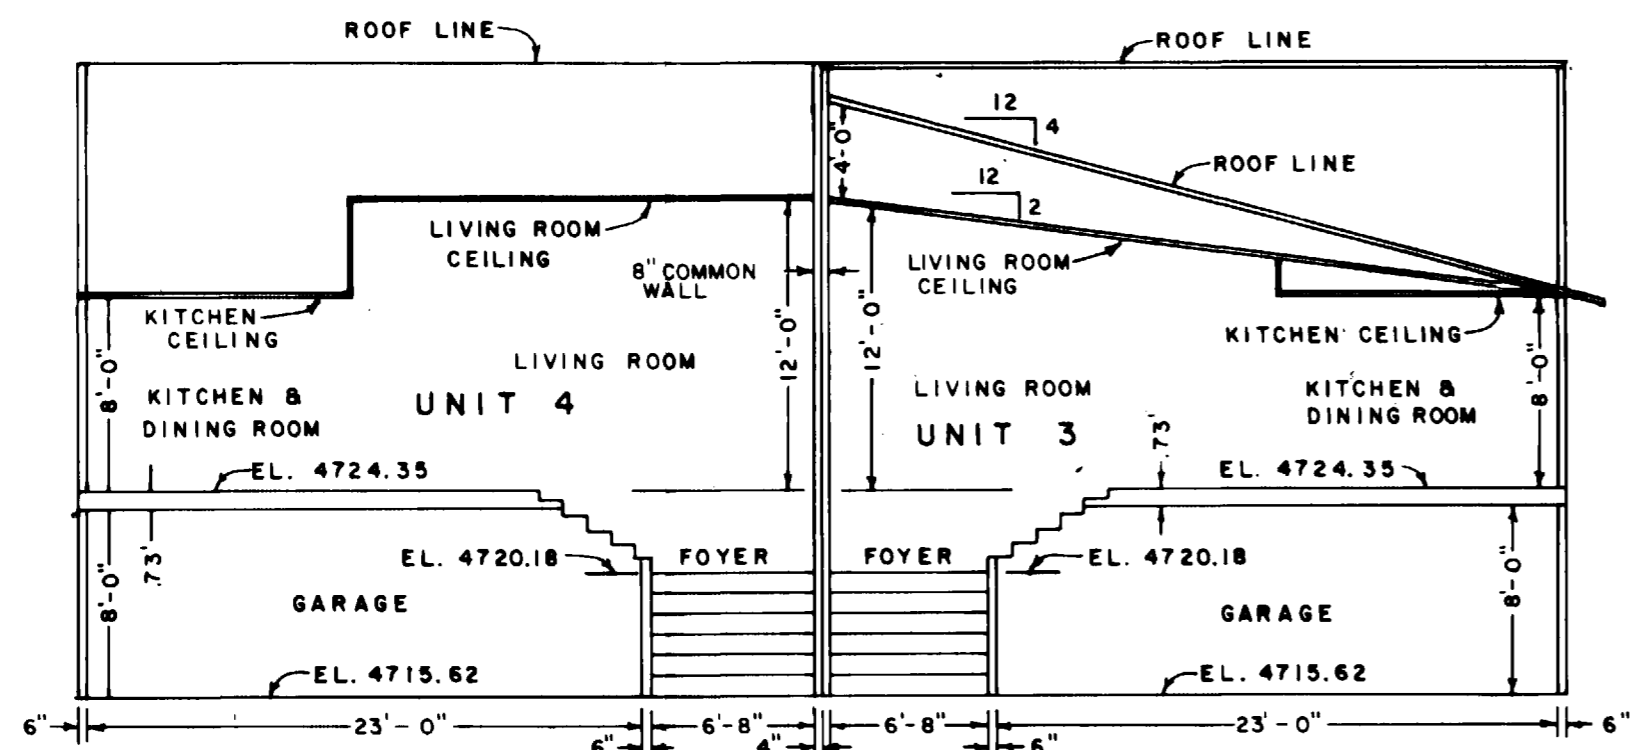 ROOF LINE
ROOF LINE
12
4
4'-0"
ROOF LINE
12
2
LIVING ROOM
CEILING
8" COMMON
WALL
LIVING ROOM
CEILING
KITCHEN
CEILING
KITCHEN CEILING
12'-0"
12'-0"
LIVING ROOM
LIVING ROOM
8'-0"
KITCHEN &
DINING ROOM
UNIT 4
UNIT 3
KITCHEN &
DINING ROOM
8'-0"
.73'
EL. 4724.35
EL. 4724.35
.73'
EL. 4720.18
FOYER
FOYER
EL. 4720.18
8'-0"
GARAGE
GARAGE
8'-0"
EL. 4715.62
EL. 4715.62
6" 23'-0" 6'-8" 6'-8" 23'-0" 6"
6" 4" 6"